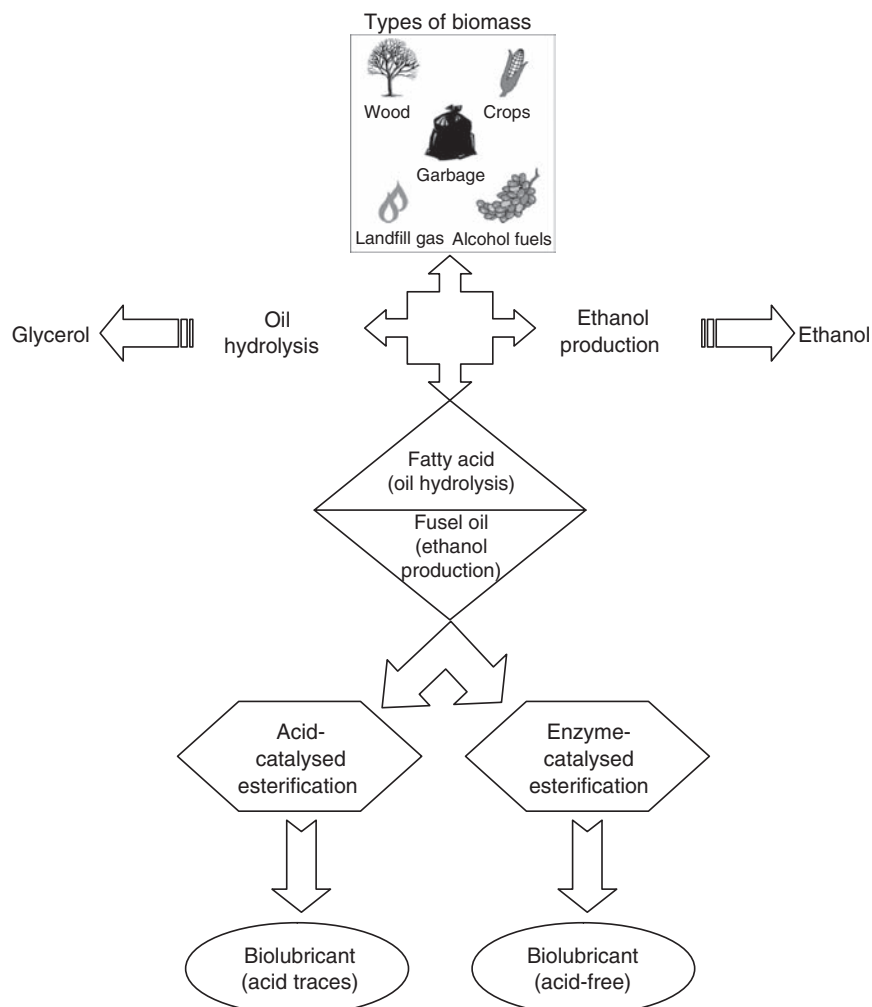 Types of biomass
Wood
Crops
Garbage
Landfill gas
Alcohol fuels
Glycerol
Oil
hydrolysis
Ethanol
production
Ethanol
Fatty acid
(oil hydrolysis)
Fusel oil
(ethanol
production)
Acid-
catalysed
esterification
Enzyme-
catalysed
esterification
Biolubricant
(acid traces)
Biolubricant
(acid-free)